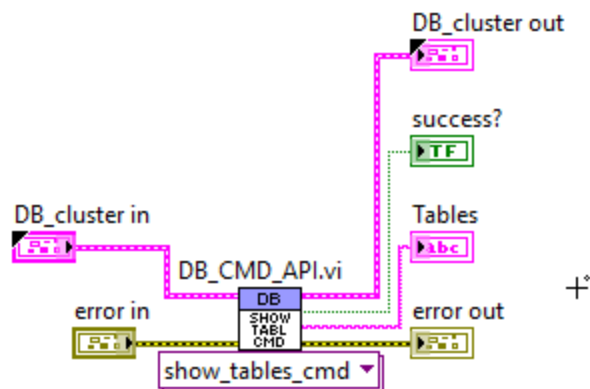 DB_cluster out
success?
TF
DB_cluster in
Tables
abc
DB_CMD_API.vi
DB
error in
SHOW
TABL
CMD
error out
show_tables_cmd